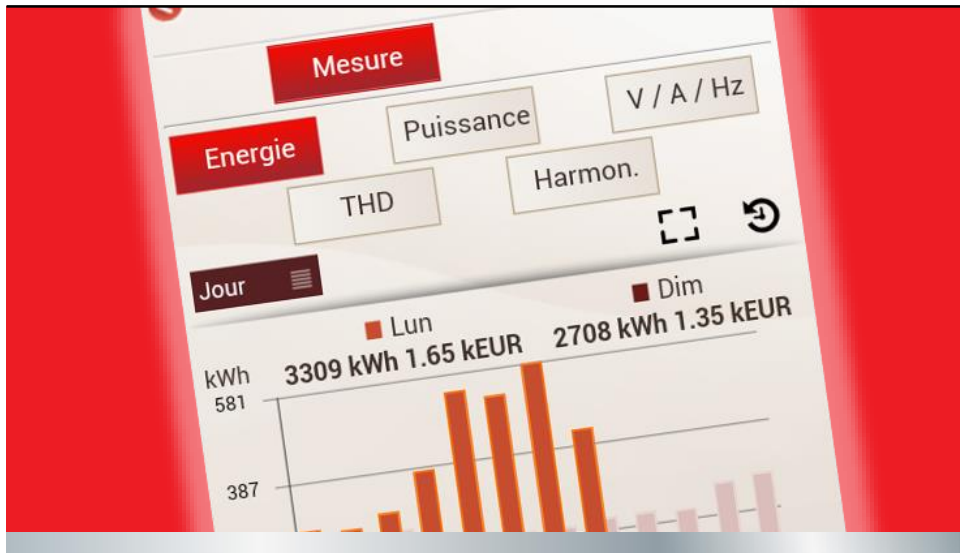 Mesure
Energie Puissance V / A / Hz
THD Harmon.
Jour
Lun Dim
kWh 3309 kWh 1.65 kEUR 2708 kWh 1.35 kEUR
581
387